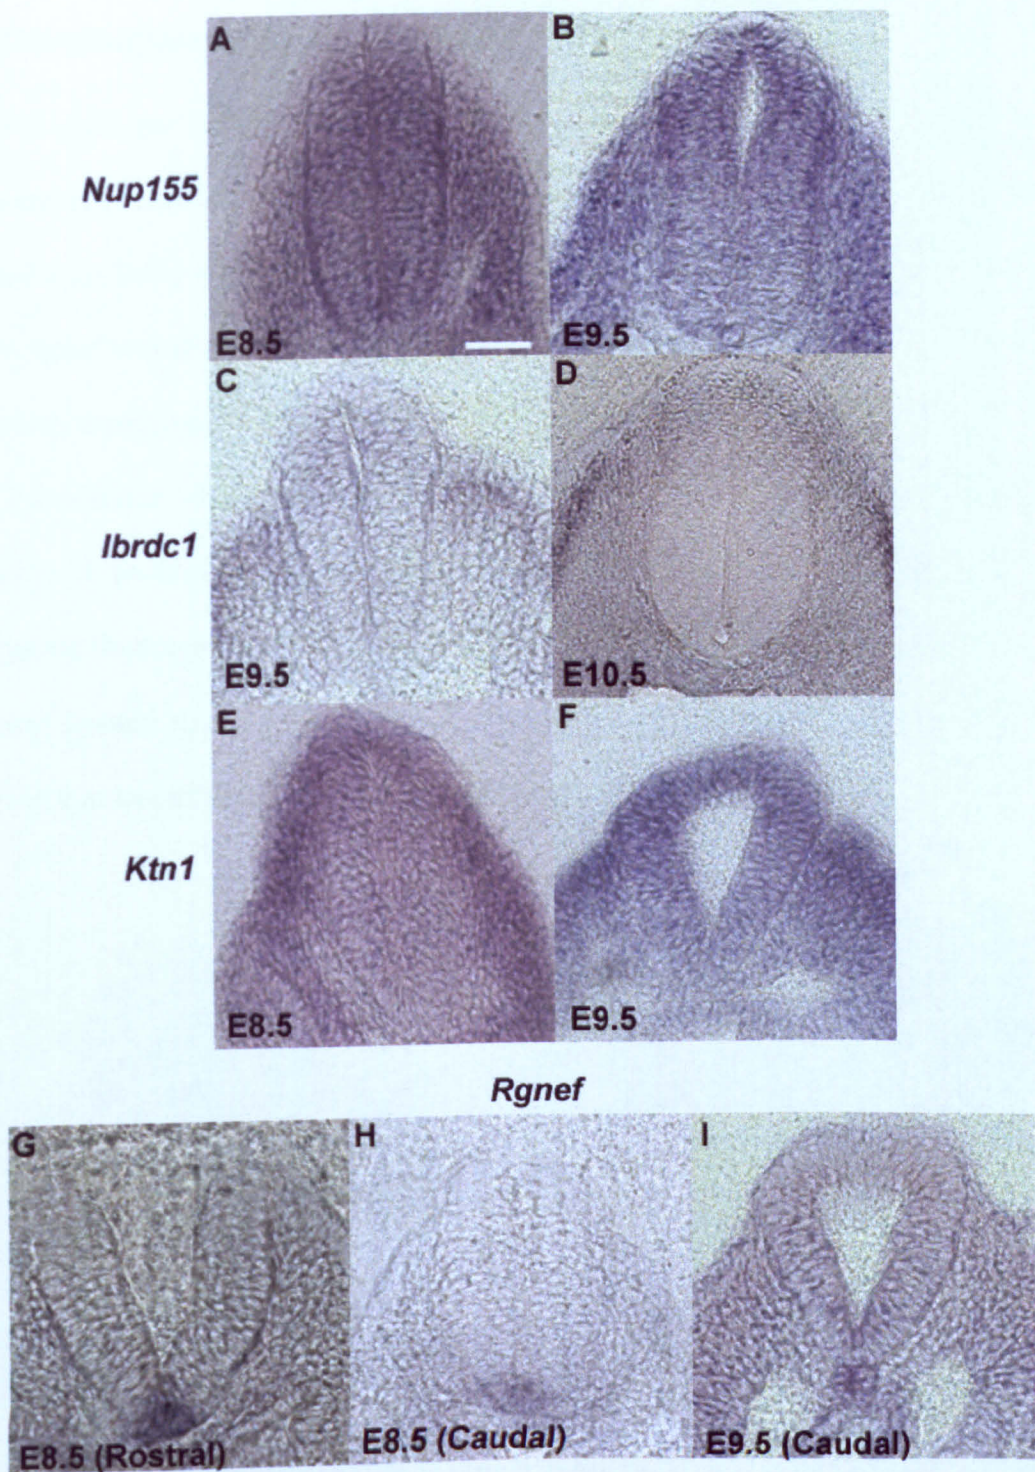 A
B
Nup155
E8.5
E9.5
C
D
Ibrdc1
E9.5
E10.5
E
F
Ktn1
E8.5
E9.5
Rgnef
G
H
I
E8.5 (Rostral)
E8.5 (Caudal)
E9.5 (Caudal)